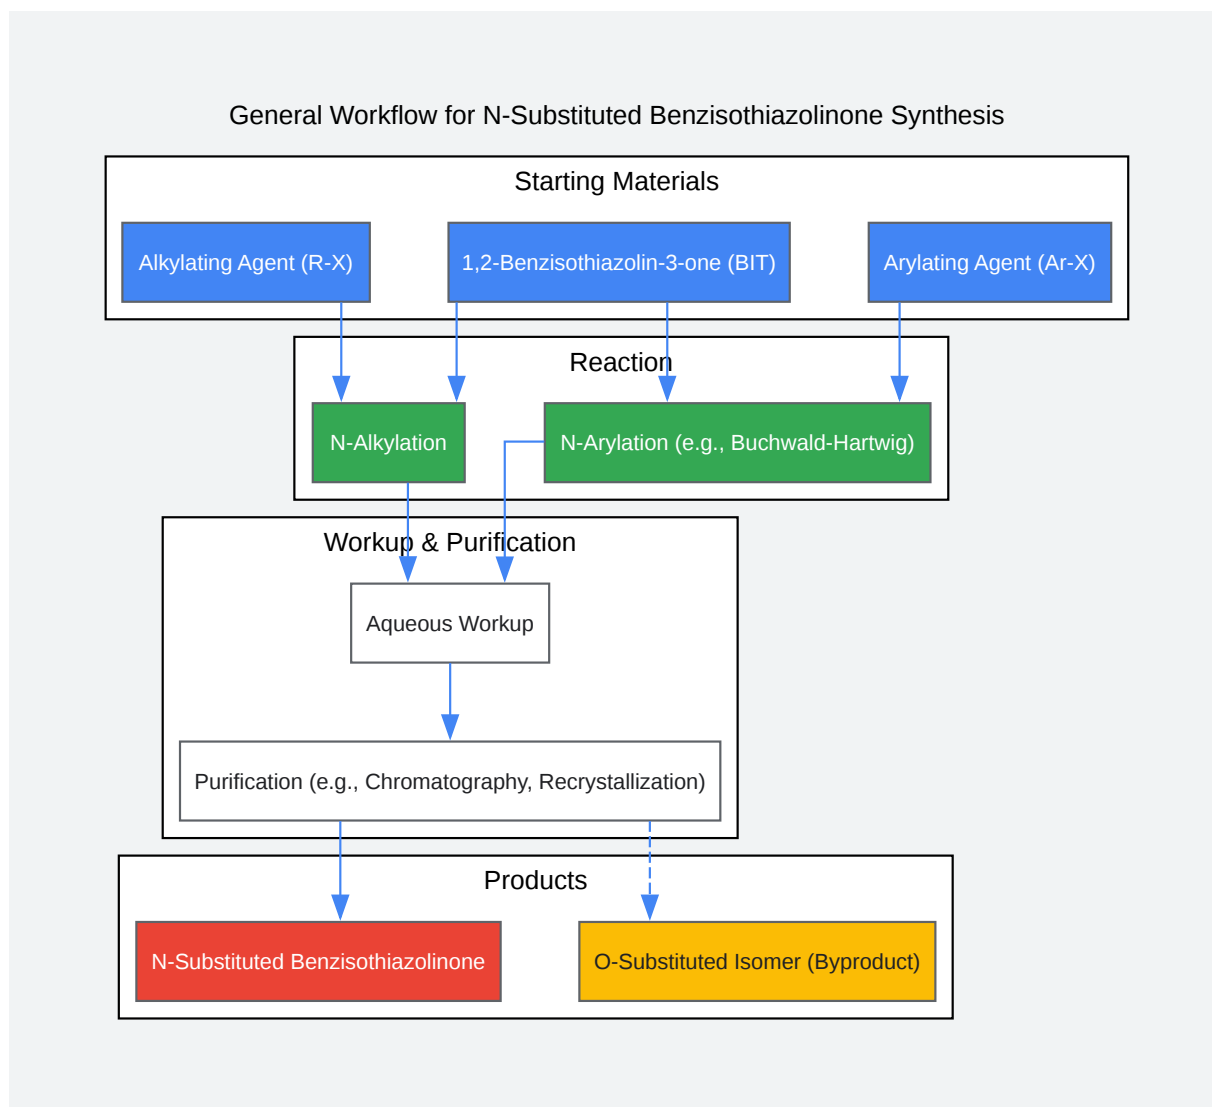 General Workflow for N-Substituted Benzisothiazolinone Synthesis
Starting Materials
Alkylating Agent (R-X)
1,2-Benzisothiazolin-3-one (BIT)
Arylating Agent (Ar-X)
Reaction
N-Alkylation
N-Arylation (e.g., Buchwald-Hartwig)
Workup & Purification
Aqueous Workup
Purification (e.g., Chromatography, Recrystallization)
Products
N-Substituted Benzisothiazolinone
O-Substituted Isomer (Byproduct)